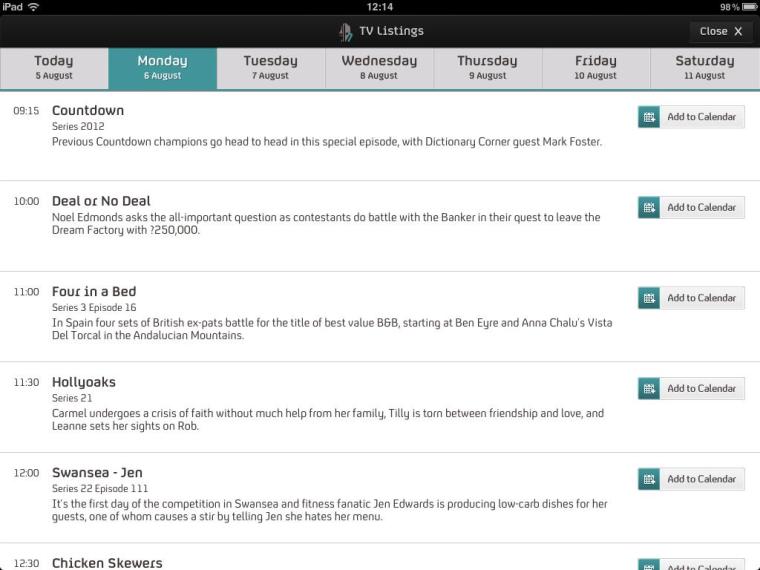 iPad 12:14 98%
TV Listings Close X
Today Monday Tuesday Wednesday Thursday Friday Saturday
5 August 6 August 7 August 8 August 9 August 10 August 11 August
09:15 Countdown Add to Calendar
Series 2012
Previous Countdown champions go head to head in this special episode, with Dictionary Corner guest Mark Foster.
10:00 Deal or No Deal Add to Calendar
Noel Edmonds asks the all-important question as contestants do battle with the Banker in their quest to leave the
Dream Factory with ?250,000.
11:00 Four in a Bed Add to Calendar
Series 3 Episode 16
In Spain four sets of British ex-pats battle for the title of best value B&B, starting at Ben Eyre and Anna Chalu's Vista
Del Torcal in the Andalucian Mountains.
11:30 Hollyoaks Add to Calendar
Series 21
Carmel undergoes a crisis of faith without much help from her family, Tilly is torn between friendship and love, and
Leanne sets her sights on Rob.
12:00 Swansea - Jen Add to Calendar
Series 22 Episode 111
It's the first day of the competition in Swansea and fitness fanatic Jen Edwards is producing low-carb dishes for her
guests, one of whom causes a stir by telling Jen she hates her menu.
12:30 Chicken Skewers Add to Calendar